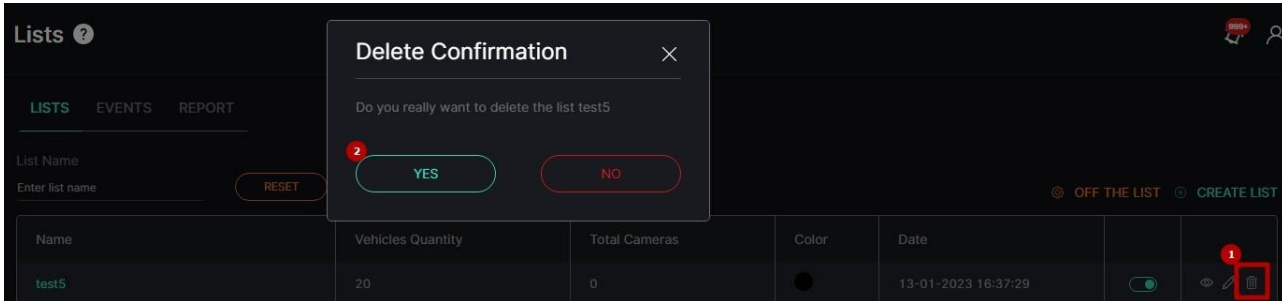 Lists ?
999+
Delete Confirmation
LISTS EVENTS REPORT
Do you really want to delete the list test5
List Name
Enter list name
RESET
2
YES
NO
OFF THE LIST
CREATE LIST
Name Vehicles Quantity Total Cameras Color Date
1
test5 20 0 13-01-2023 16:37:29